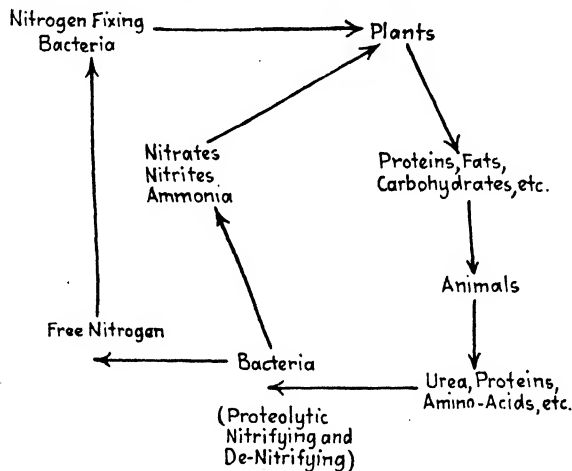 Nitrogen Fixing
Bacteria
Plants
Nitrates
Nitrites
Ammonia
Proteins, Fats,
Carbohydrates, etc.
Animals
Free Nitrogen
Bacteria
(Proteolytic
Nitrifying and
De-Nitrifying)
Urea, Proteins,
Amino-Acids, etc.